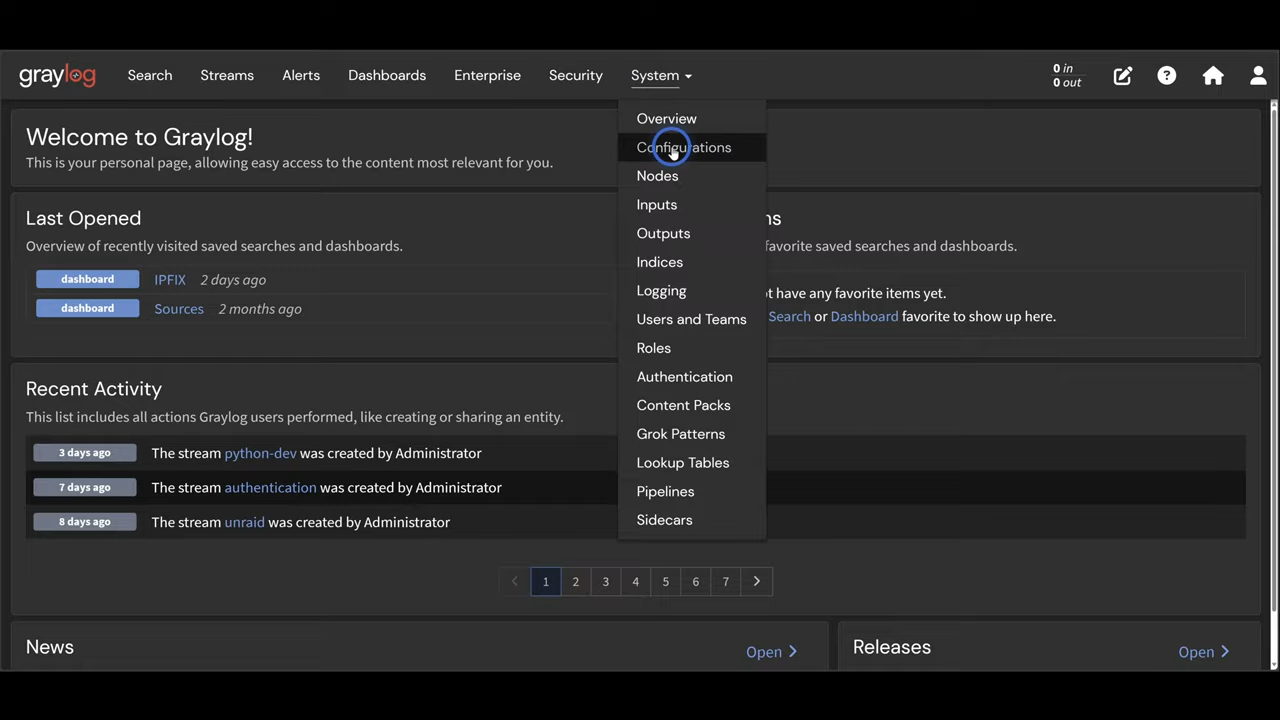 graylog
Search
Streams
Alerts
Dashboards
Enterprise
Security
System
0 in
0 out
Overview
Configurations
Nodes
Inputs
Outputs
Indices
Logging
Users and Teams
Roles
Authentication
Content Packs
Grok Patterns
Lookup Tables
Pipelines
Sidecars
Welcome to Graylog!
This is your personal page, allowing easy access to the content most relevant for you.
Last Opened
Overview of recently visited saved searches and dashboards.
dashboard IPFIX 2 days ago
dashboard Sources 2 months ago
ns
favorite saved searches and dashboards.
t have any favorite items yet.
Search or Dashboard favorite to show up here.
Recent Activity
This list includes all actions Graylog users performed, like creating or sharing an entity.
3 days ago The stream python-dev was created by Administrator
7 days ago The stream authentication was created by Administrator
8 days ago The stream unraid was created by Administrator
1 2 3 4 5 6 7
News
Open
Releases
Open